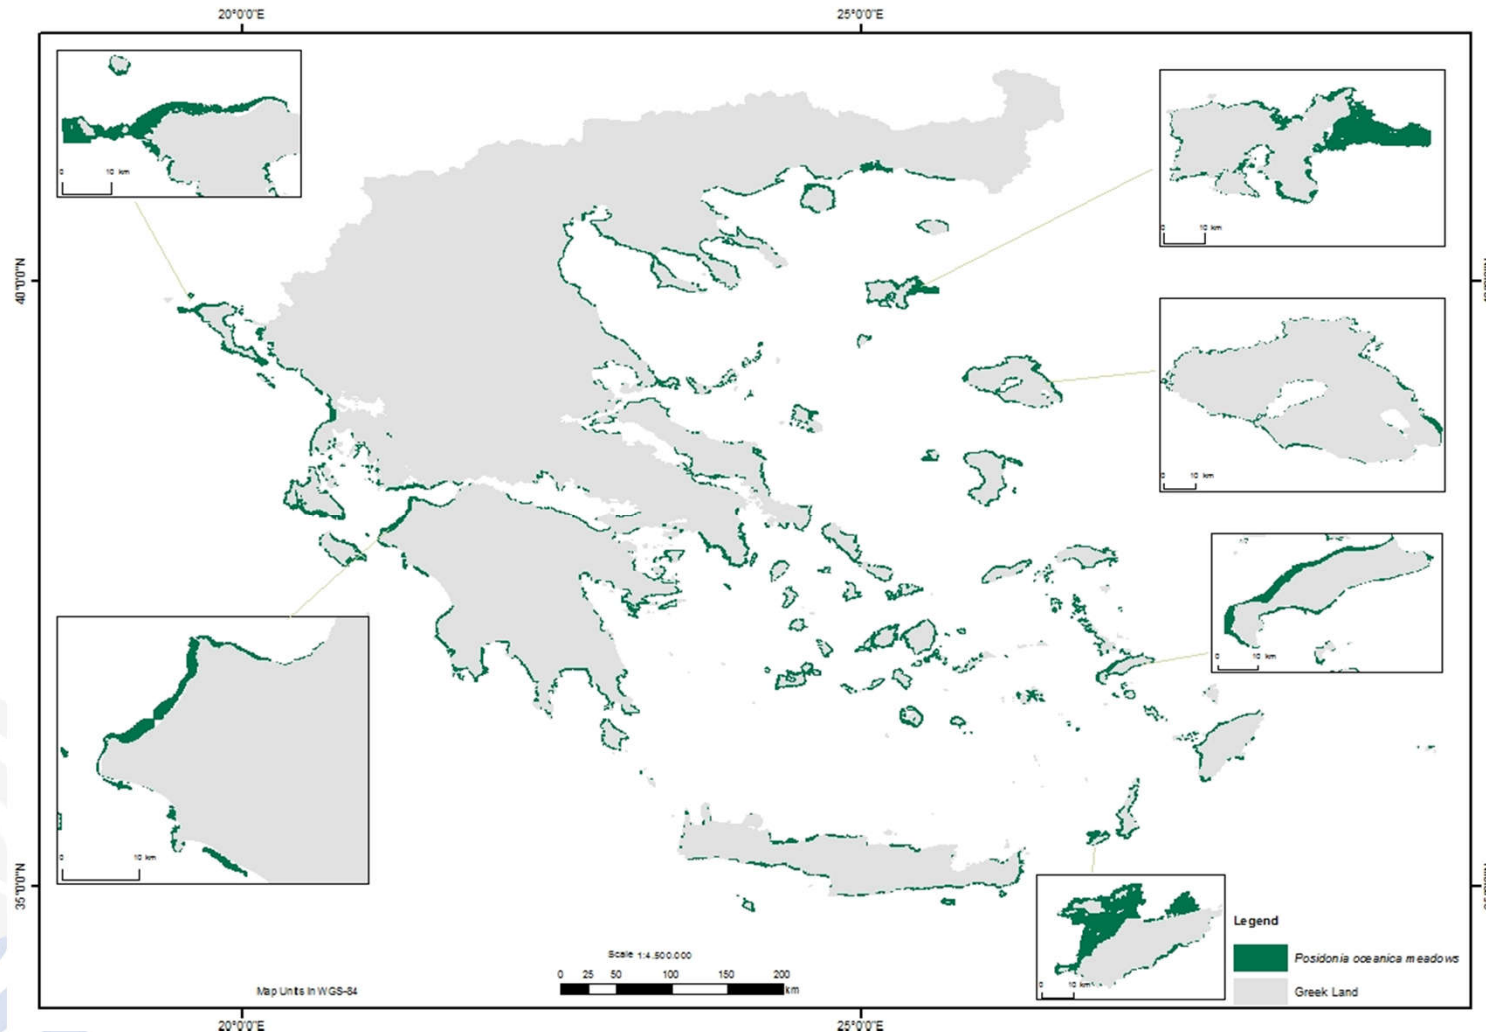 20°0'0"E 25°0'0"E
0 10 km
0 10 km
40°0'0"N
0 10 km
0 10 km
0 10 km
35°0'0"N
0 10 km
Legend
Posidonia oceanica meadows
Greek Land
Scale 1:4.500.000
0 25 50 100 150 200
km
Map Units in WGS-84
20°0'0"E 25°0'0"E